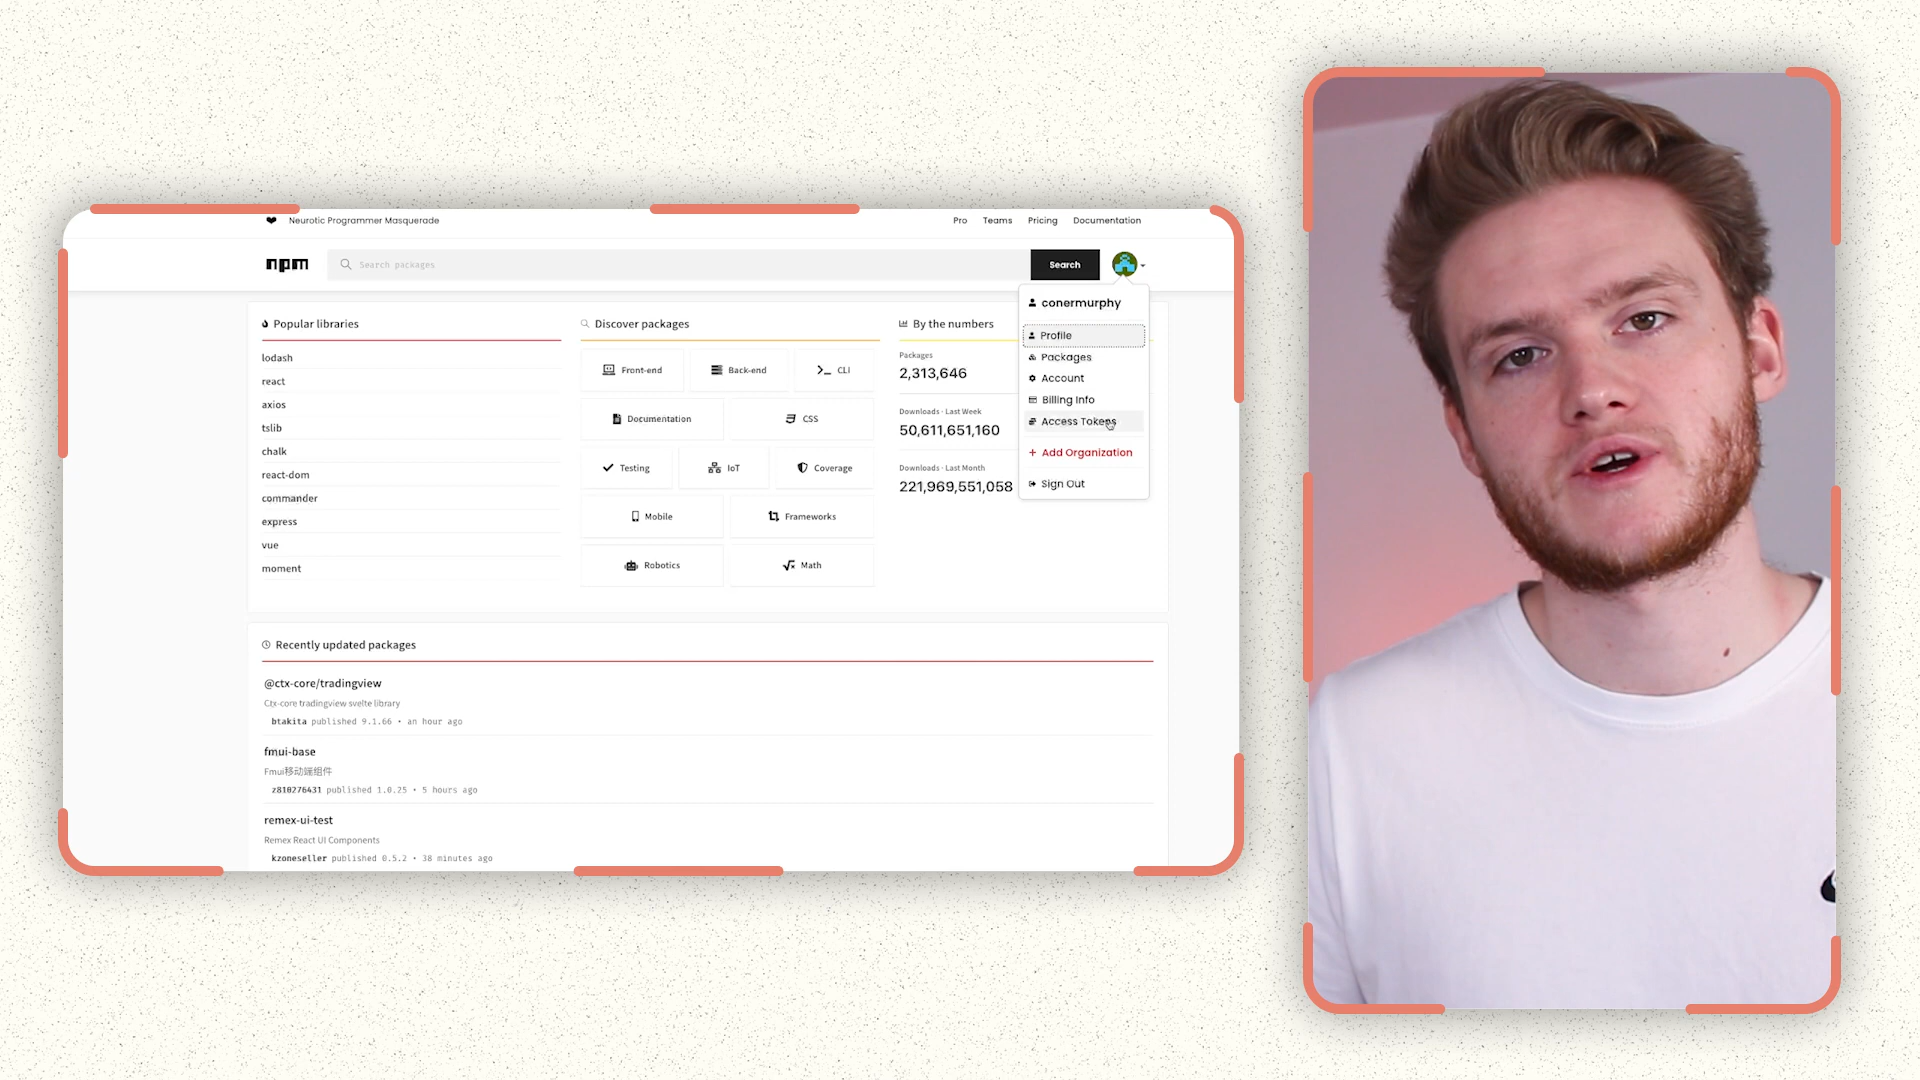 Neurotic Programmer Masquerade
Pro Teams Pricing Documentation
npm
Search packages
Search
conermurphy
Profile
Packages
Account
Billing Info
Access Tokens
Add Organization
Sign Out
Popular libraries
lodash
react
axios
tslib
chalk
react-dom
commander
express
vue
moment
Discover packages
Front-end
Back-end
CLI
Documentation
CSS
Testing
IoT
Coverage
Mobile
Frameworks
Robotics
Math
By the numbers
Packages
2,313,646
Downloads · Last Week
50,611,651,160
Downloads · Last Month
221,969,551,058
Recently updated packages
@ctx-core/tradingview
Ctx-core tradingview svelte library
btakita published 9.1.66 • an hour ago
fmui-base
Fmui移动端组件
z810276431 published 1.0.25 • 5 hours ago
remex-ui-test
Remex React UI Components
kzoneseller published 0.5.2 • 38 minutes ago